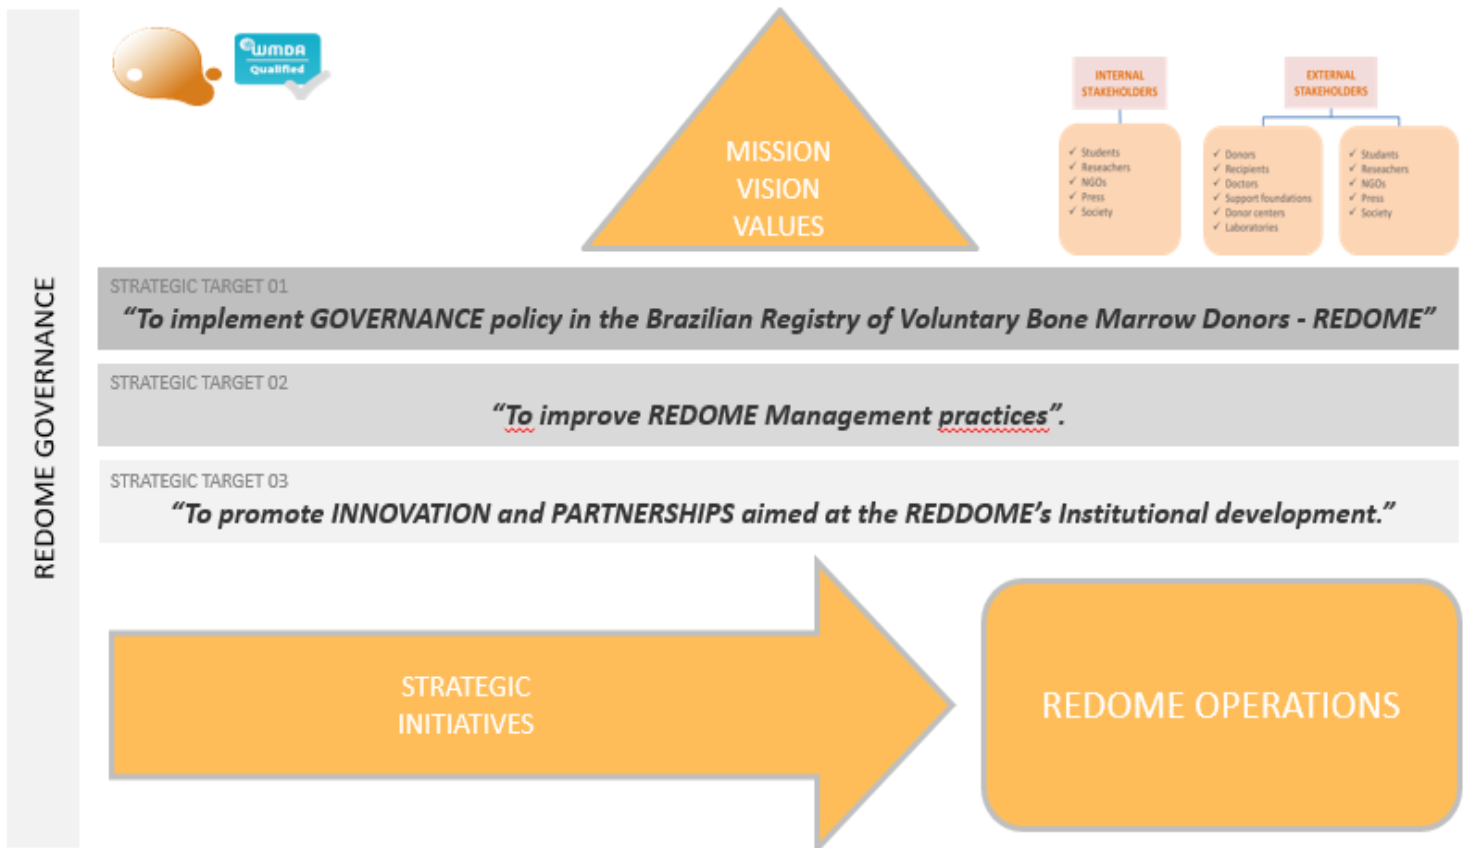 REDOME GOVERNANCE
WMDA
Qualified
MISSION
VISION
VALUES
INTERNAL
STAKEHOLDERS
✓ Students
✓ Reseachers
✓ NGOs
✓ Press
✓ Society
EXTERNAL
STAKEHOLDERS
✓ Donors
✓ Recipients
✓ Doctors
✓ Support foundations
✓ Donor centers
✓ Laboratories
✓ Studants
✓ Reseachers
✓ NGOs
✓ Press
✓ Society
STRATEGIC TARGET 01
“To implement GOVERNANCE policy in the Brazilian Registry of Voluntary Bone Marrow Donors - REDOME”
STRATEGIC TARGET 02
“To improve REDOME Management practices”.
STRATEGIC TARGET 03
“To promote INNOVATION and PARTNERSHIPS aimed at the REDDOME’s Institutional development.”
STRATEGIC
INITIATIVES
REDOME OPERATIONS